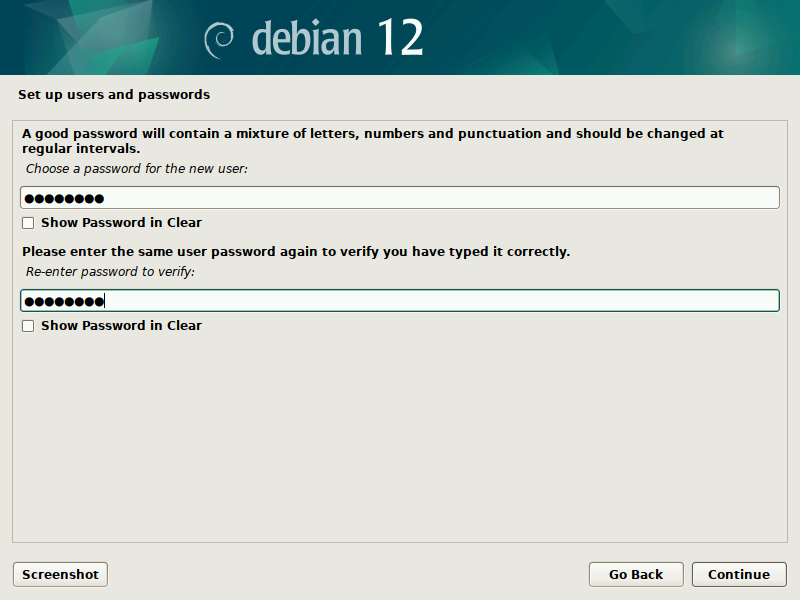 debian 12
Set up users and passwords
A good password will contain a mixture of letters, numbers and punctuation and should be changed at
regular intervals.
Choose a password for the new user:
●●●●●●●●
Show Password in Clear
Please enter the same user password again to verify you have typed it correctly.
Re-enter password to verify:
●●●●●●●●
Show Password in Clear
Screenshot
Go Back
Continue